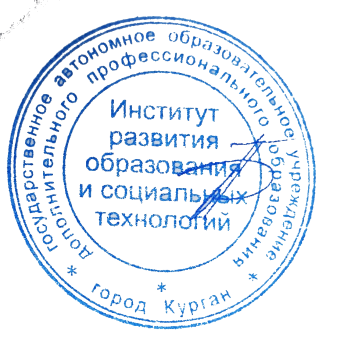 государственное автономное образовательное учреждение
дополнительного профессионального образования
Институт
развития
образования
и социальных
технологий
* город Курган *
*